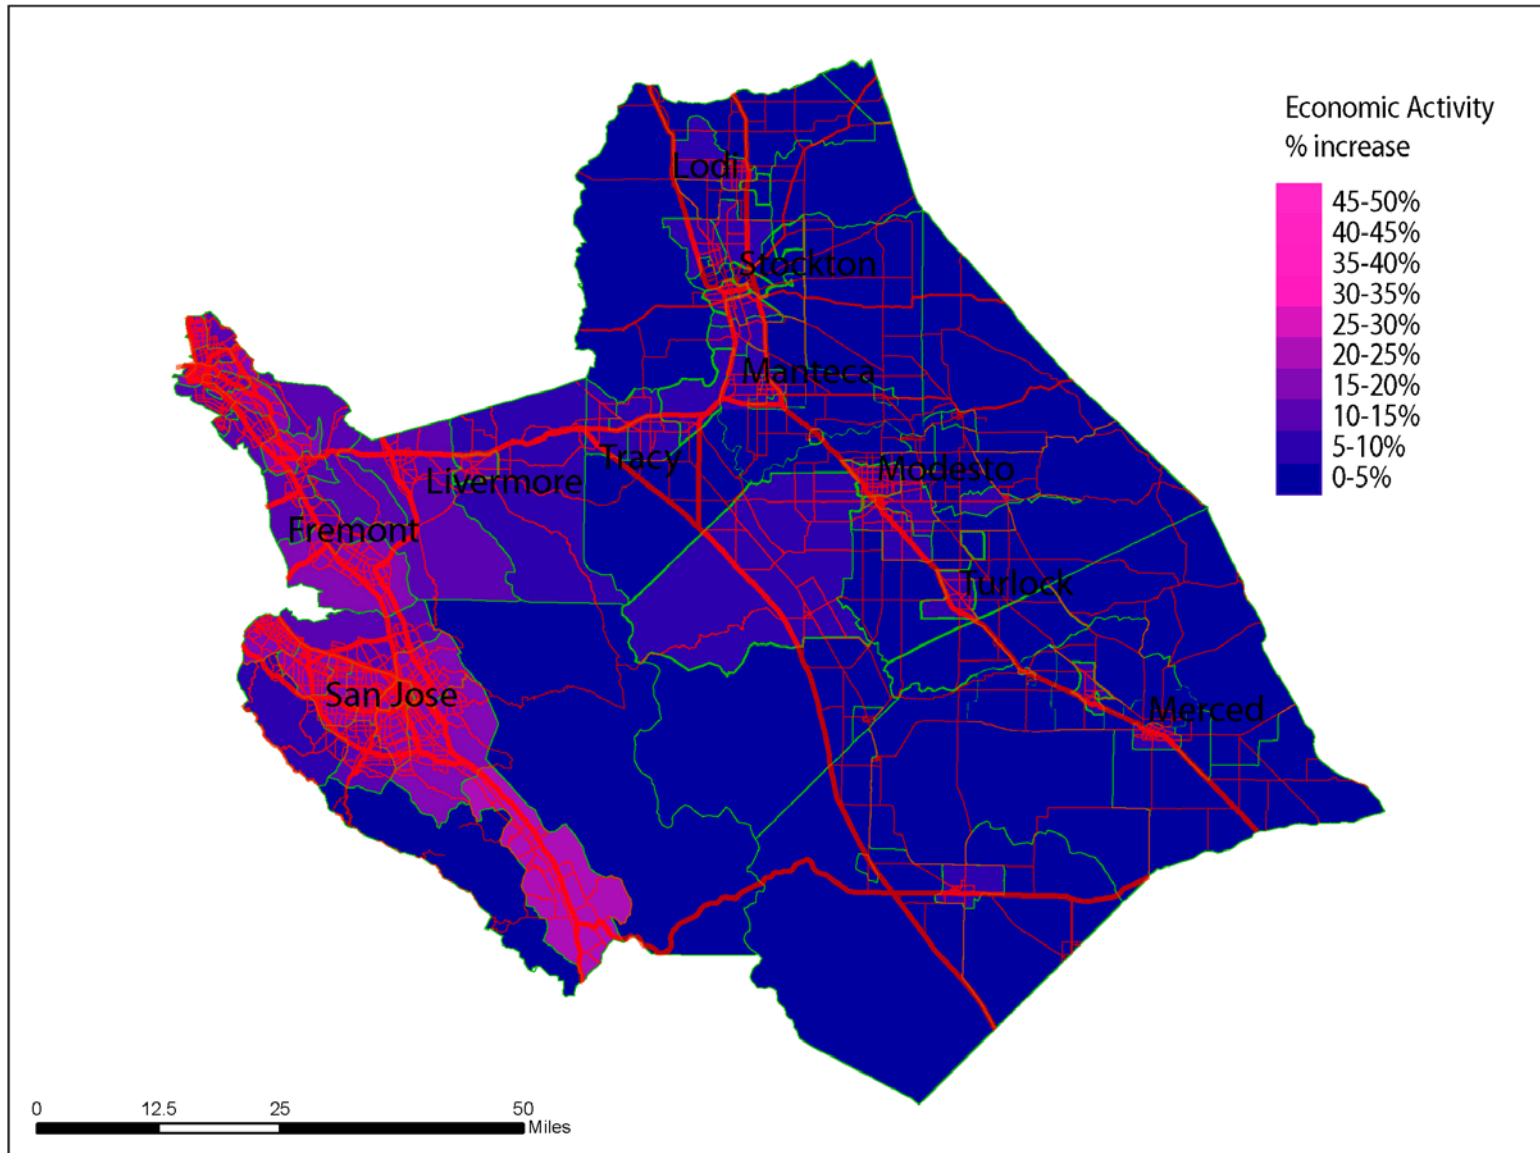 Economic Activity
% increase
45-50%
40-45%
35-40%
30-35%
25-30%
20-25%
15-20%
10-15%
5-10%
0-5%
Lodi
Stockton
Manteca
Tracy
Modesto
Livermore
Fremont
Turlock
San Jose
Merced
0 12.5 25 50
Miles